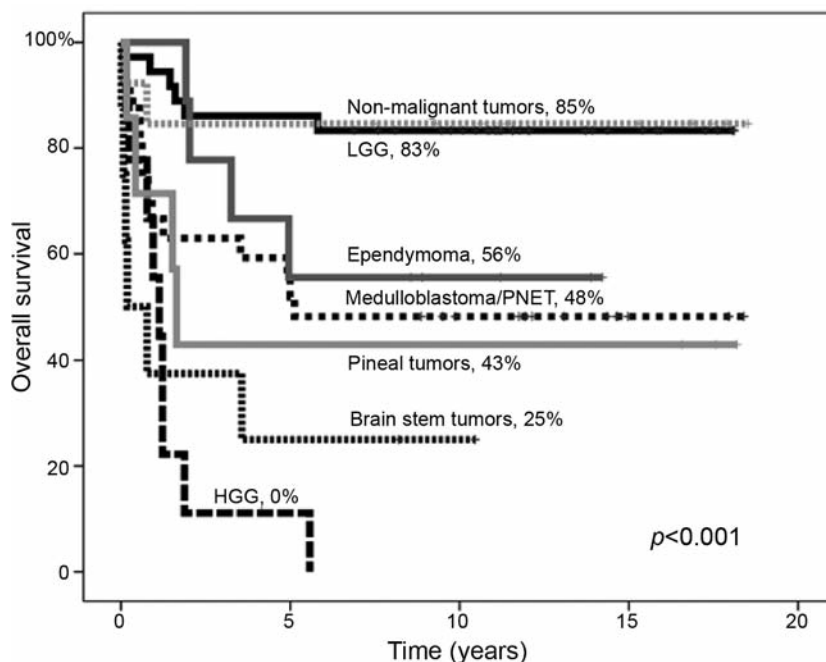 100%
80
60
40
20
0
Overall survival
Non-malignant tumors, 85%
LGG, 83%
Ependymoma, 56%
Medulloblastoma/PNET, 48%
Pineal tumors, 43%
Brain stem tumors, 25%
HGG, 0%
p<0.001
0 5 10 15 20
Time (years)